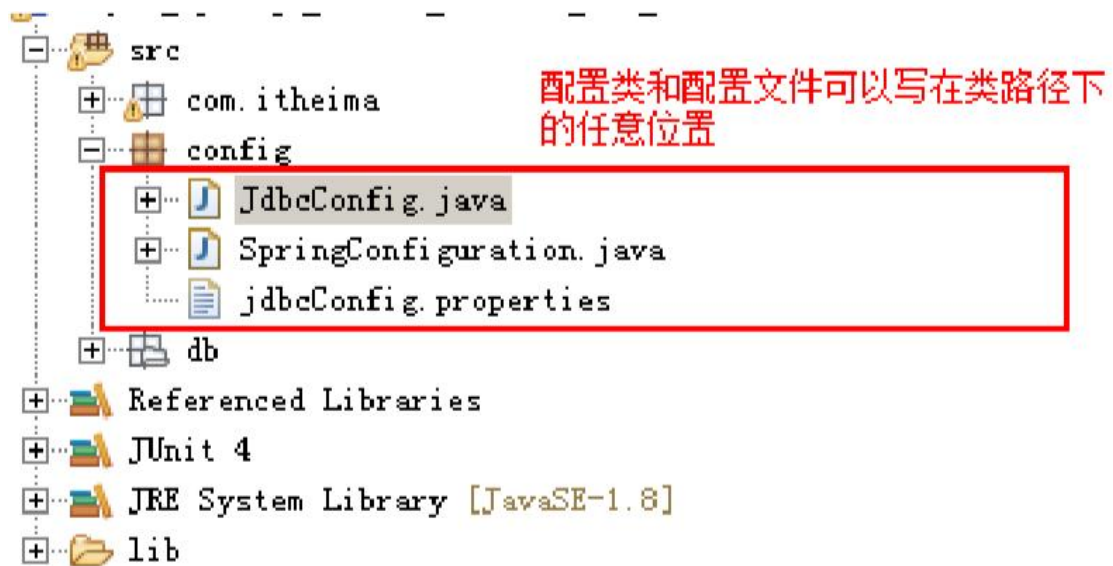 src
配置类和配置文件可以写在类路径下
的任意位置
com.itheima
config
JdbcConfig.java
SpringConfiguration.java
jdbcConfig.properties
db
Referenced Libraries
JUnit 4
JRE System Library [JavaSE-1.8]
lib